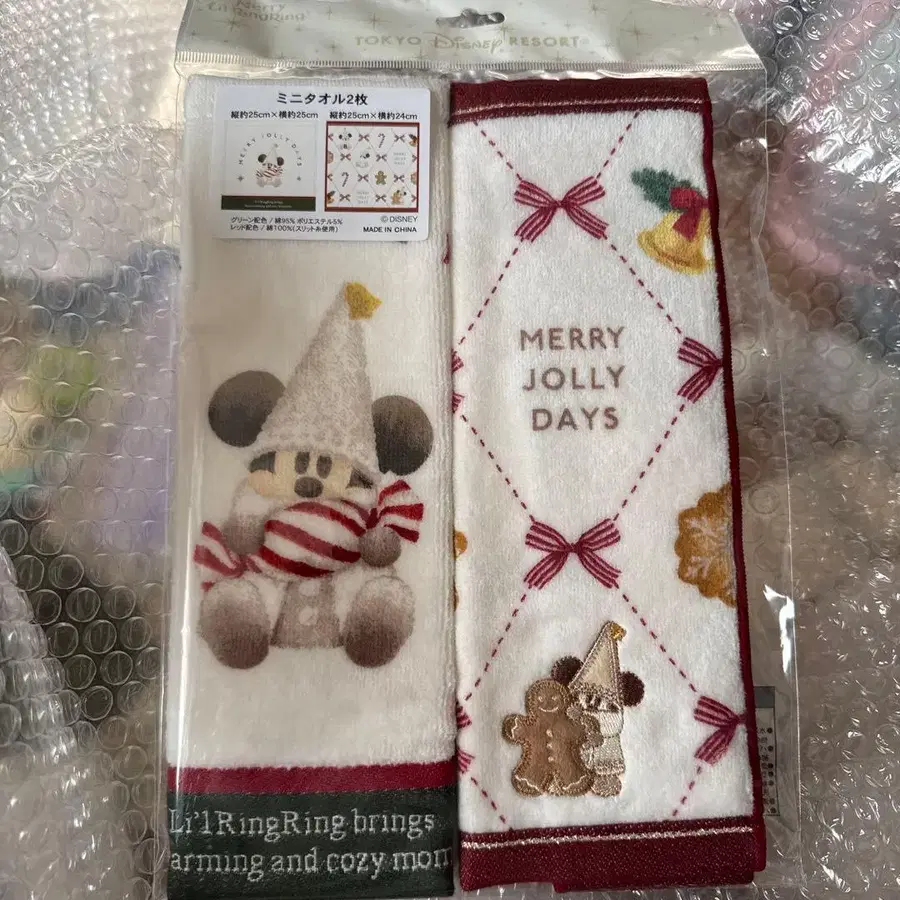 Merry
Li'l RingRing
TOKYO Disney RESORT®
ミニタオル2枚
縦約25cm×横約25cm 縦約25cm×横約24cm
MERRY JOLLY DAYS
グリーン配色 / 綿95% ポリエステル5%
レッド配色 / 綿100%(スリット糸使用)
©DISNEY
MADE IN CHINA
MERRY
JOLLY
DAYS
Li'l RingRing brings
arming and cozy mom